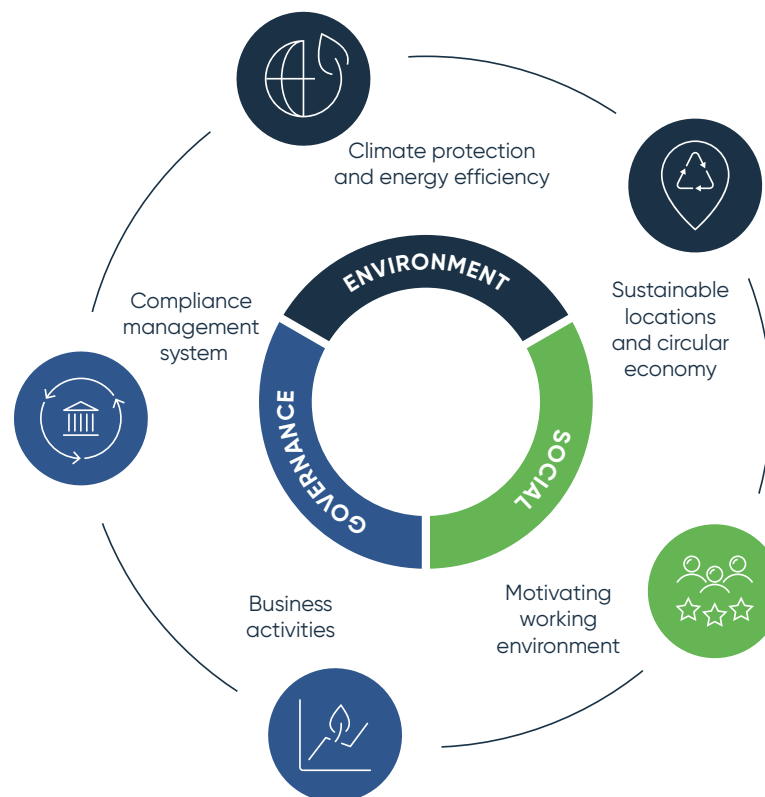 Climate protection
and energy efficiency
ENVIRONMENT
Sustainable
locations
and circular
economy
Compliance
management
system
GOVERNANCE
SOCIAL
Motivating
working
environment
Business
activities